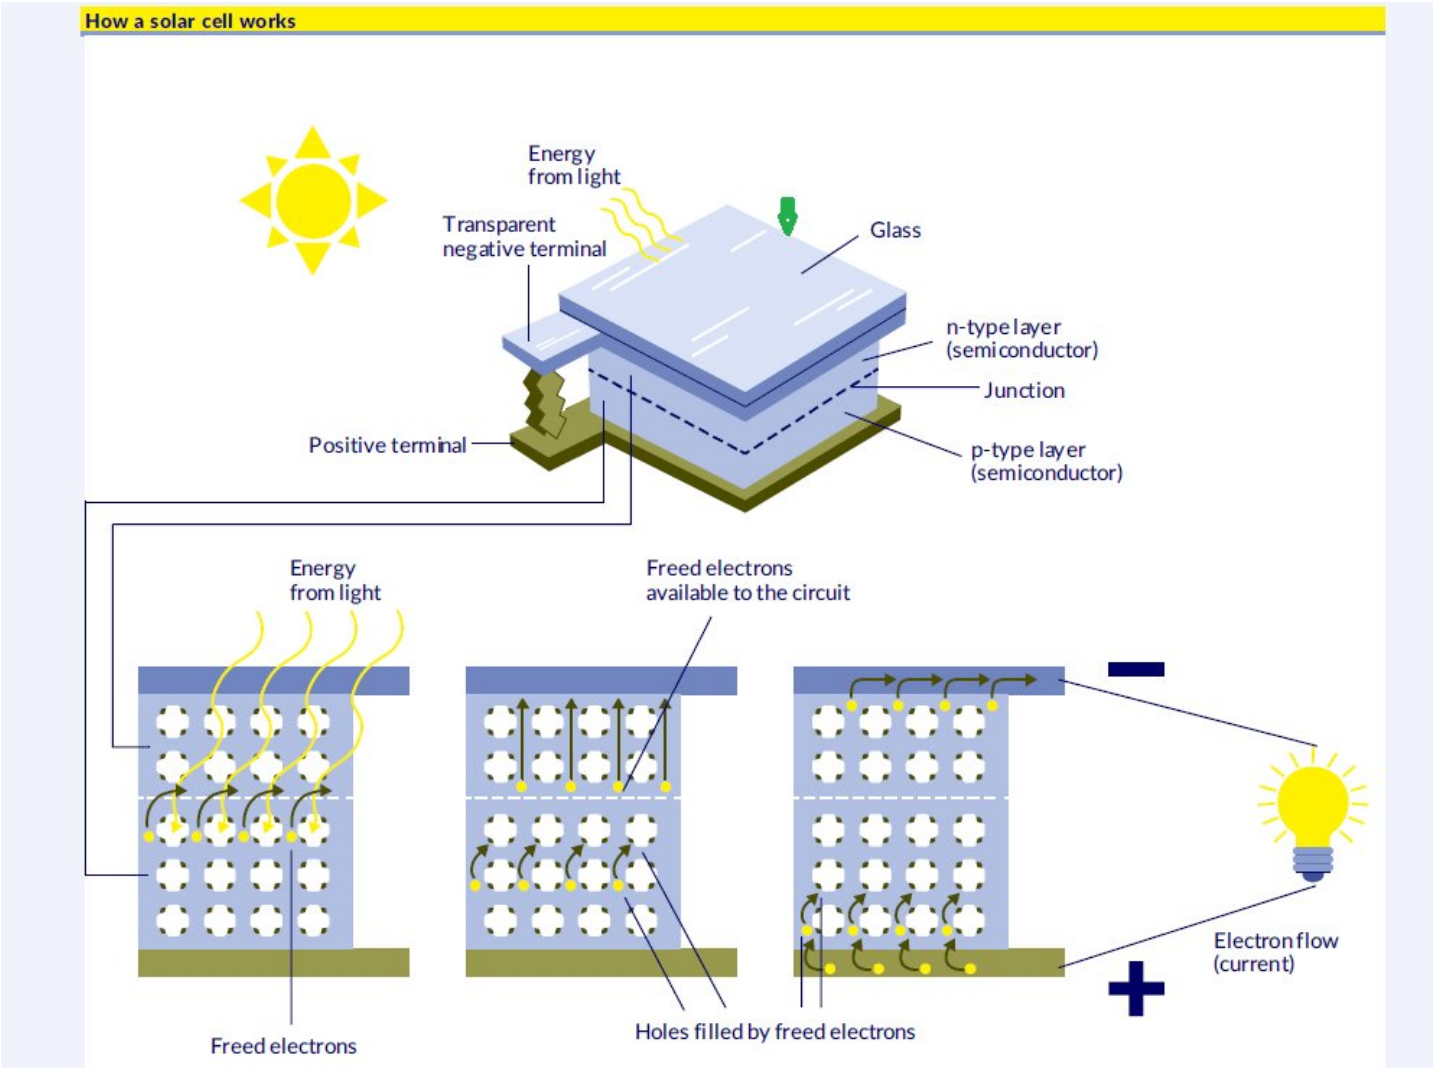 How a solar cell works
Energy
from light
Transparent
negative terminal
Glass
n-type layer
(semiconductor)
Junction
Positive terminal
p-type layer
(semiconductor)
Energy
from light
Freed electrons
available to the circuit
Electron flow
(current)
Holes filled by freed electrons
Freed electrons